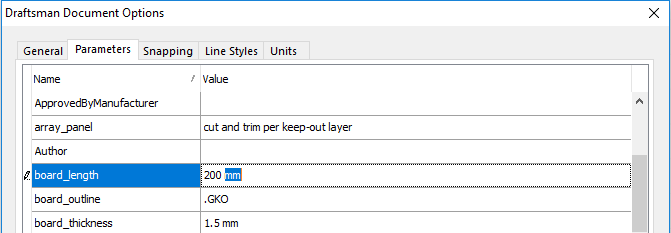 Draftsman Document Options
General Parameters Snapping Line Styles Units
Name Value
ApprovedByManufacturer
array_panel cut and trim per keep-out layer
Author
board_length 200 mm
board_outline .GKO
board_thickness 1.5 mm